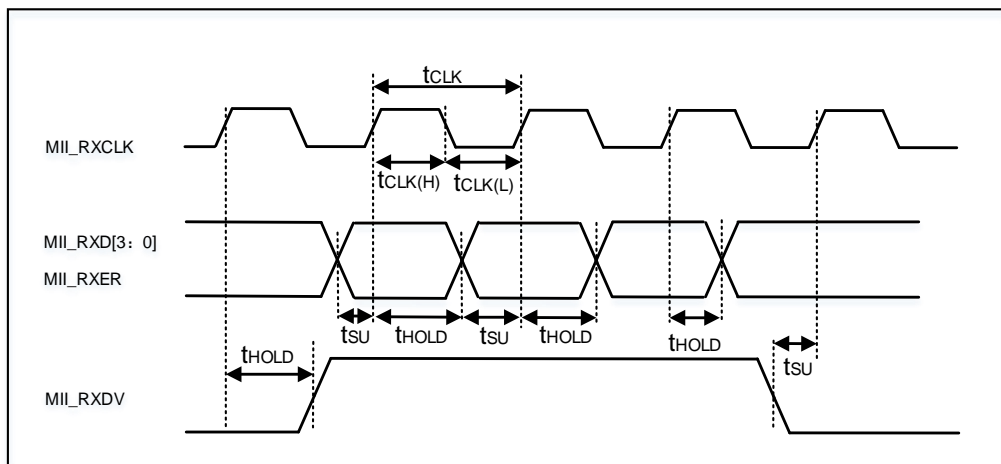 tCLK
MII_RXCLK
tCLK(H) tCLK(L)
MII_RXD[3：0]
MII_RXER
tSU tHOLD tSU tHOLD tHOLD
tHOLD tSU
MII_RXDV